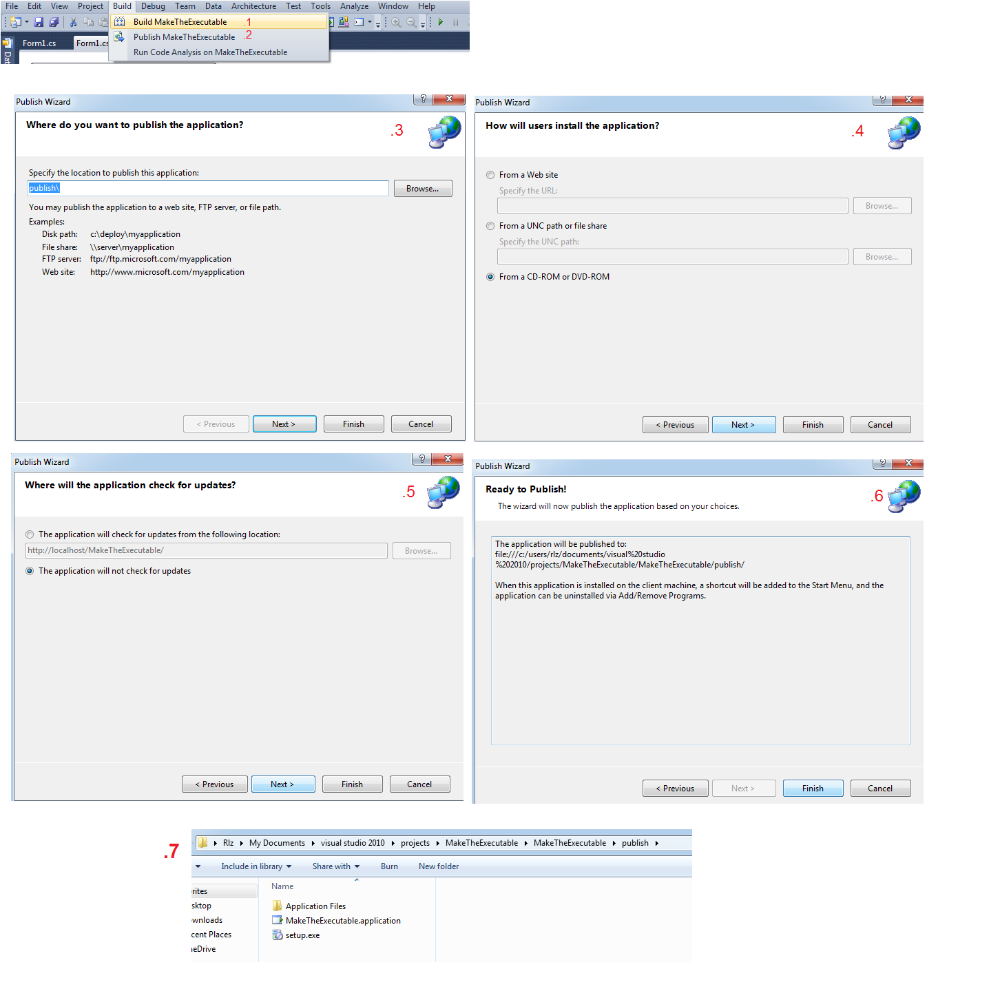 File Edit View Project Build Debug Team Data Architecture Test Tools Analyze Window Help
Build MakeTheExecutable .1
Publish MakeTheExecutable .2
Run Code Analysis on MakeTheExecutable
Form1.cs Form1.cs
Dat
Publish Wizard
Where do you want to publish the application? .3
Specify the location to publish this application:
publish\ Browse...
You may publish the application to a web site, FTP server, or file path.
Examples:
Disk path: c:\deploy\myapplication
File share: \\server\myapplication
FTP server: ftp://ftp.microsoft.com/myapplication
Web site: http://www.microsoft.com/myapplication
< Previous Next > Finish Cancel
Publish Wizard
How will users install the application? .4
From a Web site
Specify the URL:
Browse...
From a UNC path or file share
Specify the UNC path:
Browse...
From a CD-ROM or DVD-ROM
< Previous Next > Finish Cancel
Publish Wizard
Where will the application check for updates? .5
The application will check for updates from the following location:
http://localhost/MakeTheExecutable/ Browse...
The application will not check for updates
< Previous Next > Finish Cancel
Publish Wizard
Ready to Publish! .6
The wizard will now publish the application based on your choices.
The application will be published to:
file:///c:/users/rlz/documents/visual%20studio
%202010/projects/MakeTheExecutable/MakeTheExecutable/publish/
When this application is installed on the client machine, a shortcut will be added to the Start Menu, and the
application can be uninstalled via Add/Remove Programs.
< Previous Next > Finish Cancel
.7
Rlz My Documents visual studio 2010 projects MakeTheExecutable MakeTheExecutable publish
Include in library Share with Burn New folder
Name
rites
sktop
wnloads
cent Places
neDrive
Application Files
MakeTheExecutable.application
setup.exe